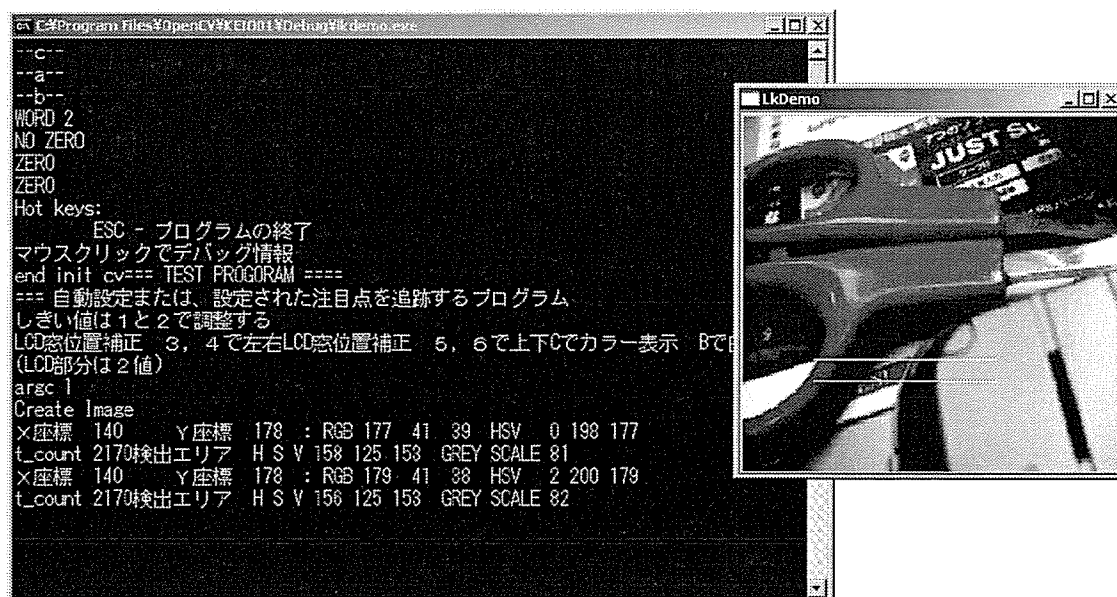 C:¥Program Files¥OpenCV¥KEIO01¥Debug¥lkdemo.exe
--c--
--a--
--b--
WORD 2
NO ZERO
ZERO
ZERO
Hot keys:
ESC - プログラムの終了
マウスクリックでデバッグ情報
end init cv=== TEST PROGORAM ====
=== 自動設定または、設定された注目点を追跡するプログラム
しきい値は1と2で調整する
LCD窓位置補正 3, 4で左右LCD窓位置補正 5, 6で上下Cでカラー表示 Bで
(LCD部分は2値)
argc 1
Create Image
X座標 140 Y座標 178 : RGB 177 41 39 HSV 0 198 177
t_count 2170検出エリア H S V 158 125 153 GREY SCALE 81
X座標 140 Y座標 178 : RGB 179 41 38 HSV 2 200 179
t_count 2170検出エリア H S V 156 125 153 GREY SCALE 82
LkDemo
JUST